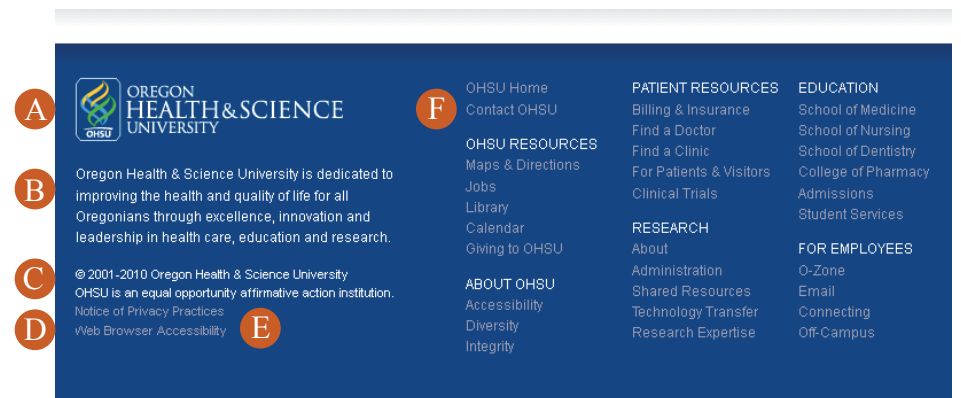 A
OHSU
OREGON
HEALTH&SCIENCE
UNIVERSITY
B
Oregon Health & Science University is dedicated to
improving the health and quality of life for all
Oregonians through excellence, innovation and
leadership in health care, education and research.
C
© 2001-2010 Oregon Health & Science University
OHSU is an equal opportunity affirmative action institution.
Notice of Privacy Practices
D
Web Browser Accessibility
E
F
OHSU Home
Contact OHSU
OHSU RESOURCES
Maps & Directions
Jobs
Library
Calendar
Giving to OHSU
ABOUT OHSU
Accessibility
Diversity
Integrity
PATIENT RESOURCES
Billing & Insurance
Find a Doctor
Find a Clinic
For Patients & Visitors
Clinical Trials
RESEARCH
About
Administration
Shared Resources
Technology Transfer
Research Expertise
EDUCATION
School of Medicine
School of Nursing
School of Dentistry
College of Pharmacy
Admissions
Student Services
FOR EMPLOYEES
O-Zone
Email
Connecting
Off-Campus